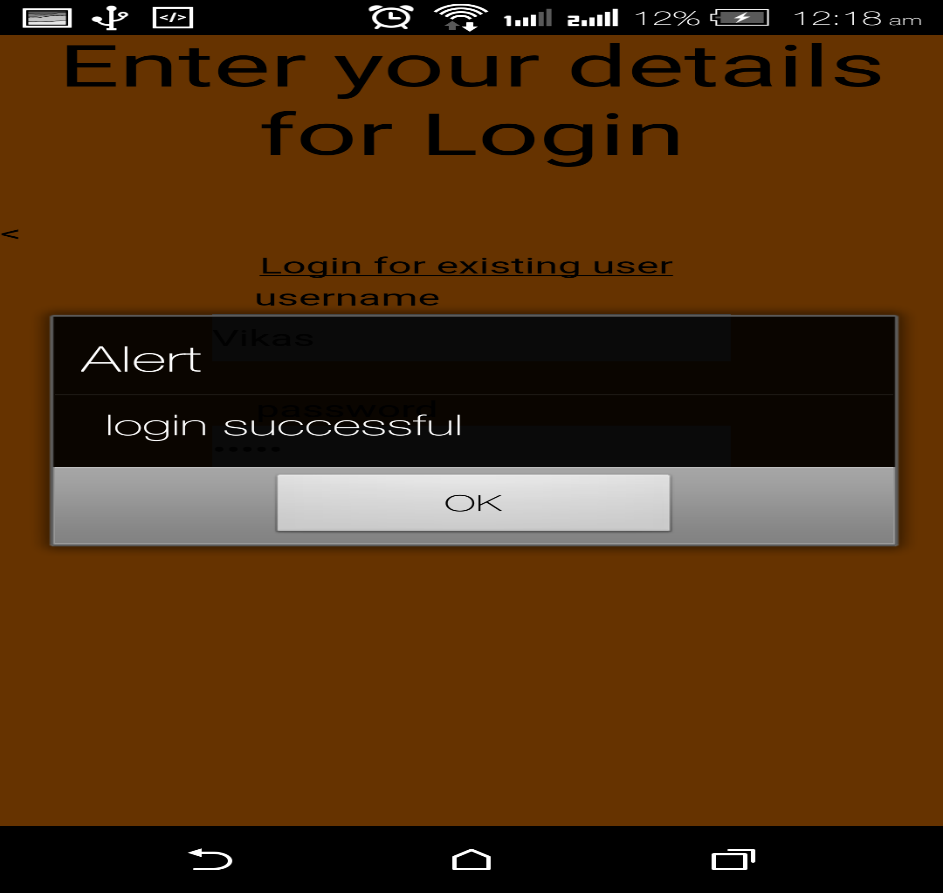 12% 12:18 am
Enter your details
for Login
<
Login for existing user
username
Vikas
Alert
password
login successful
•••••
OK